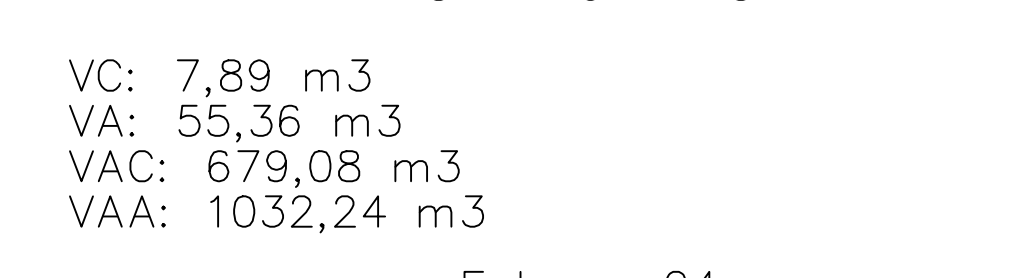 VC: 7,89 m3
VA: 55,36 m3
VAC: 679,08 m3
VAA: 1032,24 m3